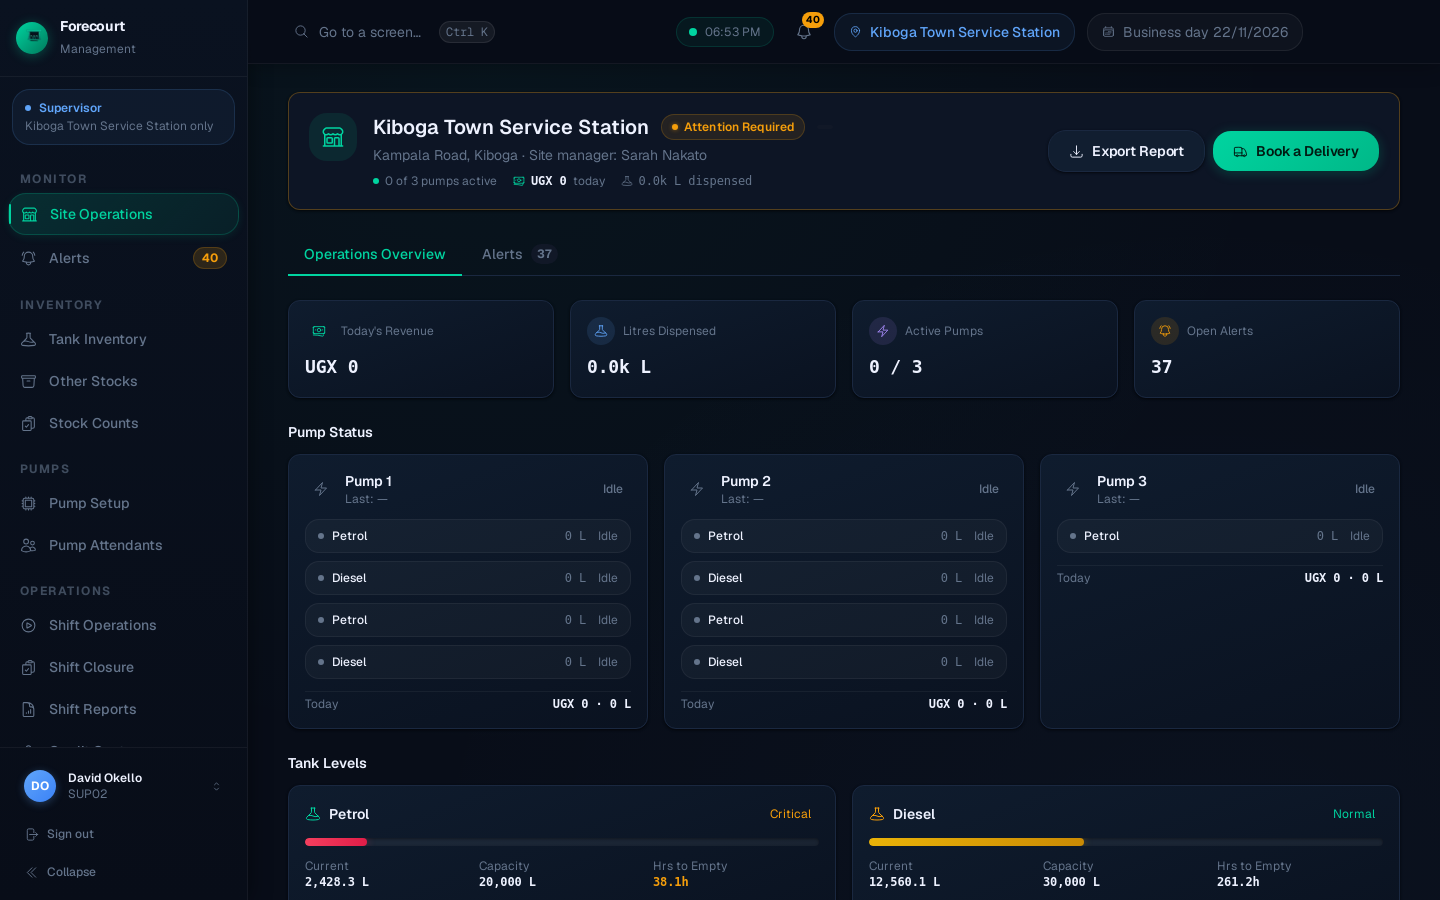 Forecourt
Management
Go to a screen...
Ctrl K
06:53 PM
40
Kiboga Town Service Station
Business day 22/11/2026
Supervisor
Kiboga Town Service Station only
MONITOR
Site Operations
Alerts
40
INVENTORY
Tank Inventory
Other Stocks
Stock Counts
PUMPS
Pump Setup
Pump Attendants
OPERATIONS
Shift Operations
Shift Closure
Shift Reports
DO
David Okello
SUP02
Sign out
Collapse
Kiboga Town Service Station
Attention Required
Kampala Road, Kiboga · Site manager: Sarah Nakato
0 of 3 pumps active
UGX 0 today
0.0k L dispensed
Export Report
Book a Delivery
Operations Overview
Alerts 37
Today's Revenue
UGX 0
Litres Dispensed
0.0k L
Active Pumps
0 / 3
Open Alerts
37
Pump Status
Pump 1
Last: —
Idle
Petrol 0 L Idle
Diesel 0 L Idle
Petrol 0 L Idle
Diesel 0 L Idle
Today UGX 0 · 0 L
Pump 2
Last: —
Idle
Petrol 0 L Idle
Diesel 0 L Idle
Petrol 0 L Idle
Diesel 0 L Idle
Today UGX 0 · 0 L
Pump 3
Last: —
Idle
Petrol 0 L Idle
Today UGX 0 · 0 L
Tank Levels
Petrol
Critical
Current Capacity Hrs to Empty
2,428.3 L 20,000 L 38.1h
Diesel
Normal
Current Capacity Hrs to Empty
12,560.1 L 30,000 L 261.2h